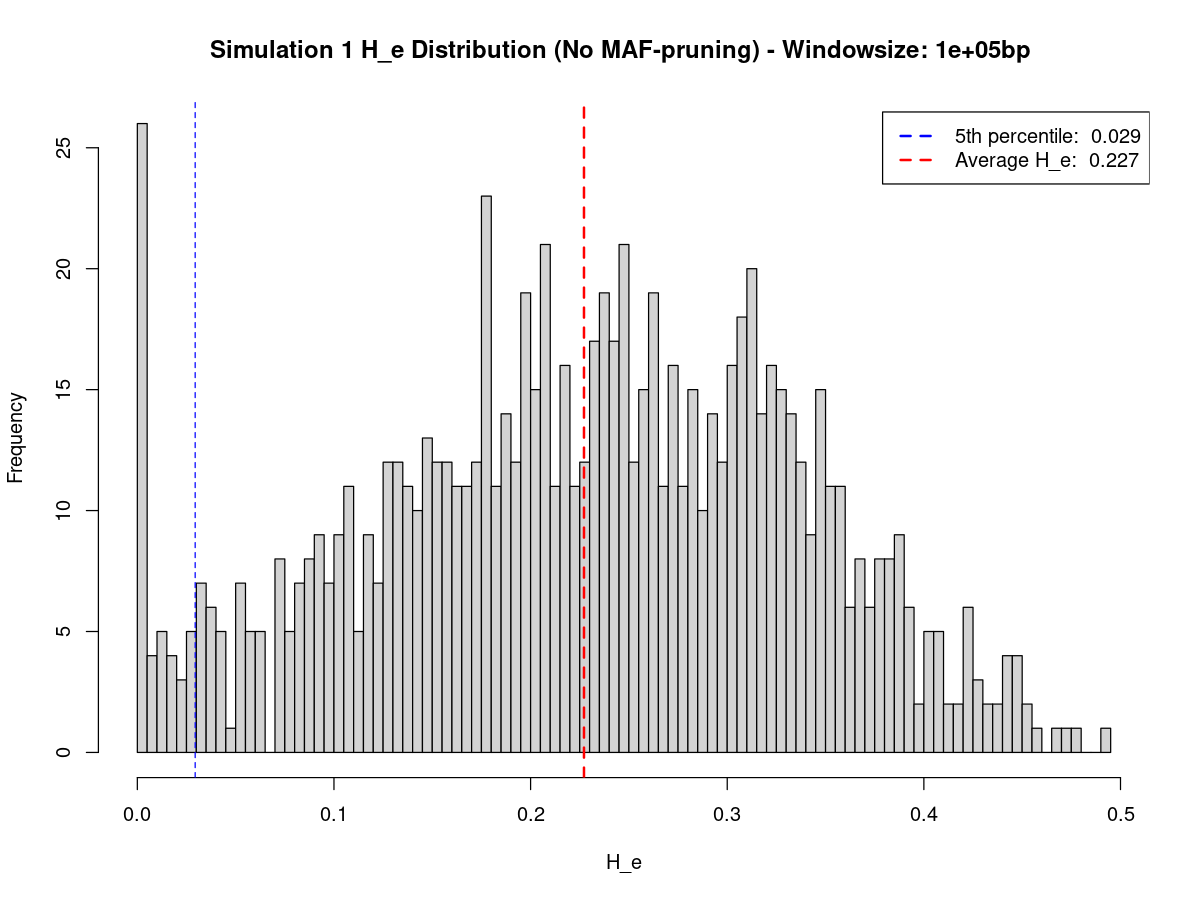 Simulation 1 H_e Distribution (No MAF-pruning) - Windowsize: 1e+05bp
5th percentile:  0.029
Average H_e:  0.227
Frequency
25
20
15
10
5
0
0.0 0.1 0.2 0.3 0.4 0.5
H_e